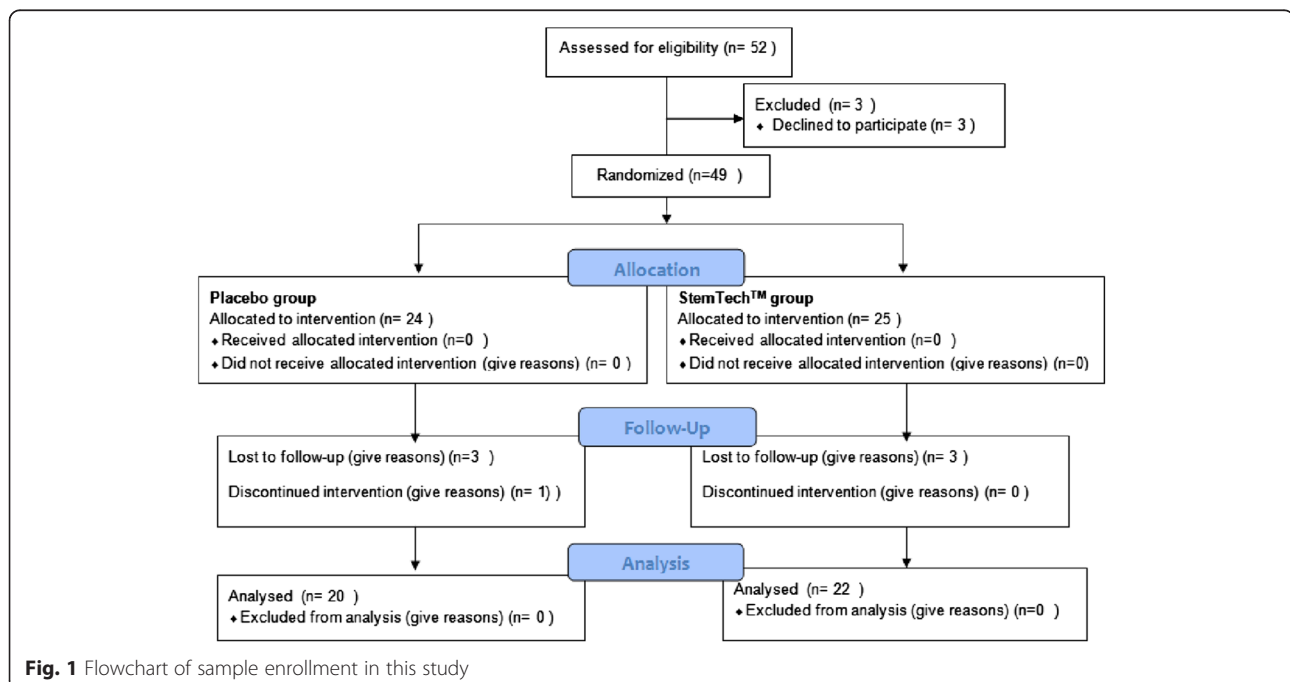 Assessed for eligibility (n= 52 )
Excluded (n= 3 )
♦ Declined to participate (n= 3 )
Randomized (n=49 )
Allocation
Placebo group
Allocated to intervention (n= 24 )
♦ Received allocated intervention (n=0 )
♦ Did not receive allocated intervention (give reasons) (n= 0 )
StemTech™ group
Allocated to intervention (n= 25 )
♦ Received allocated intervention (n=0 )
♦ Did not receive allocated intervention (give reasons) (n=0)
Follow-Up
Lost to follow-up (give reasons) (n=3 )
Discontinued intervention (give reasons) (n= 1) )
Lost to follow-up (give reasons) (n= 3 )
Discontinued intervention (give reasons) (n= 0 )
Analysis
Analysed (n= 20 )
♦ Excluded from analysis (give reasons) (n= 0 )
Analysed (n= 22 )
♦ Excluded from analysis (give reasons) (n=0 )
Fig. 1 Flowchart of sample enrollment in this study